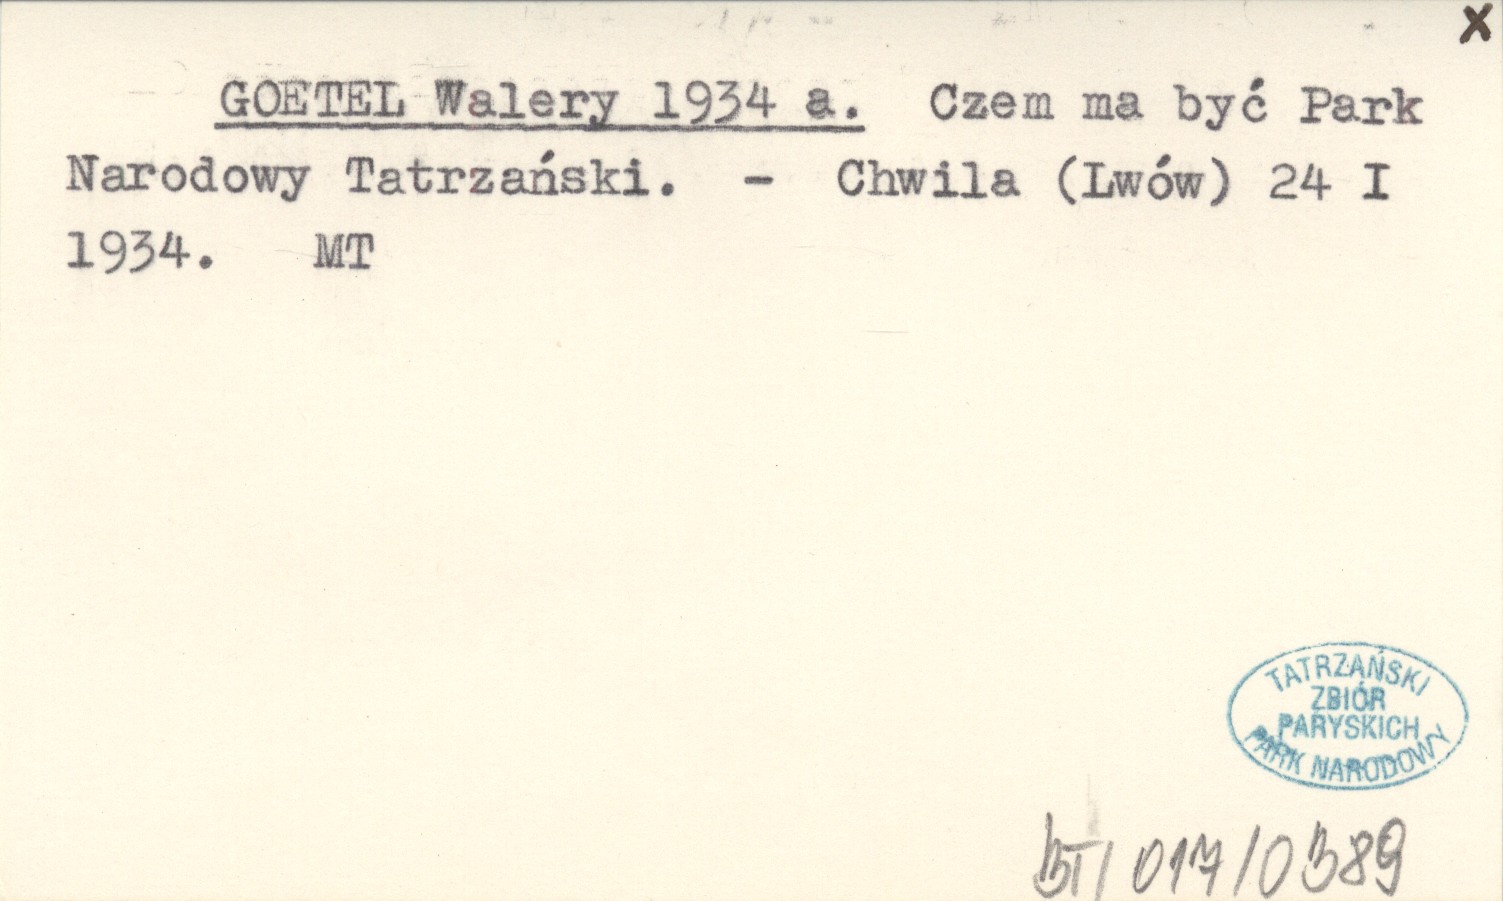 X
GOETEL Walery 1934 a. Czem ma być Park
Narodowy Tatrzański. - Chwila (Lwów) 24 I
1934. MT
TATRZAŃSKI
ZBIÓR
PARYSKICH
PARK NARODOWY
BT/017/0389